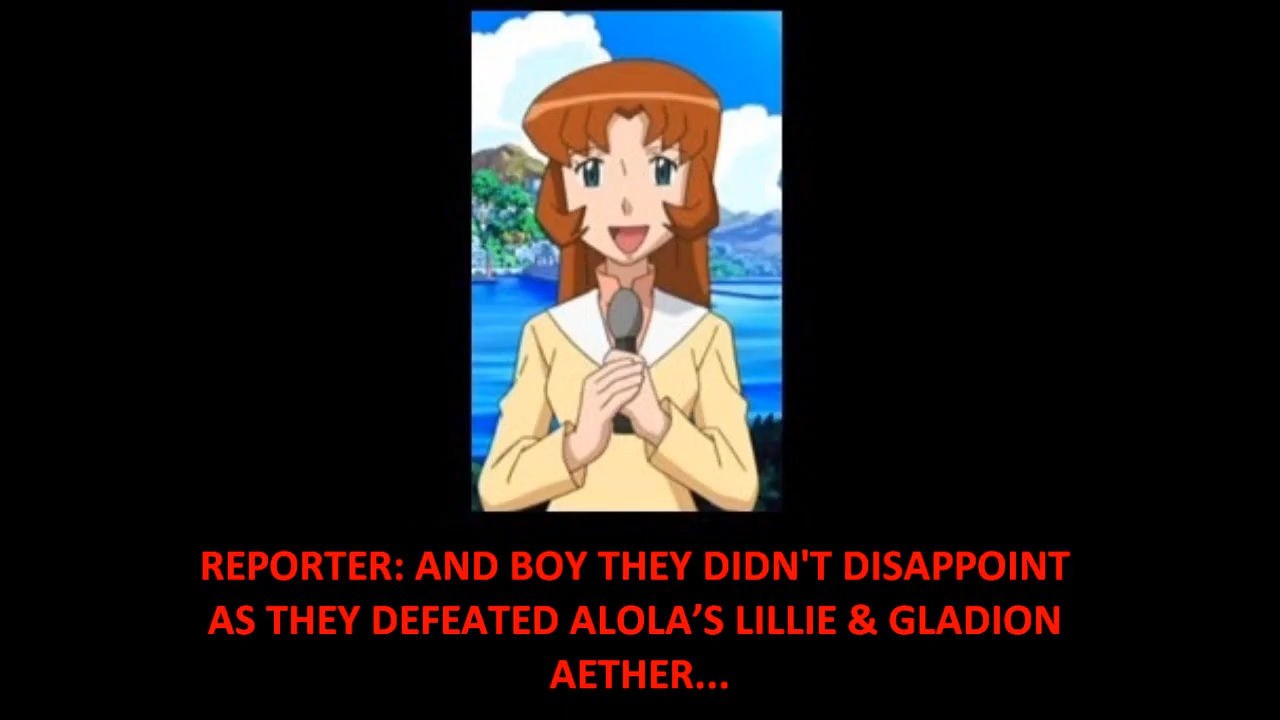 REPORTER: AND BOY THEY DIDN'T DISAPPOINT
AS THEY DEFEATED ALOLA’S LILLIE & GLADION
AETHER...